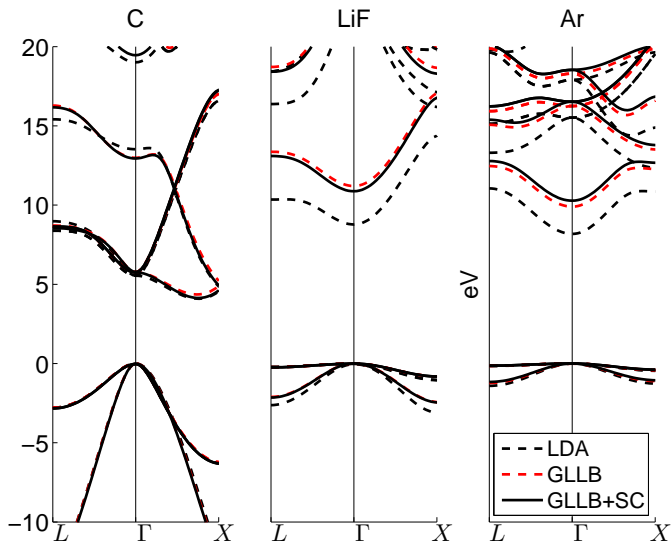 C LiF Ar
20
15
10
5
0
−5
−10
eV
LDA
GLLB
GLLB+SC
L Γ X L Γ X L Γ X